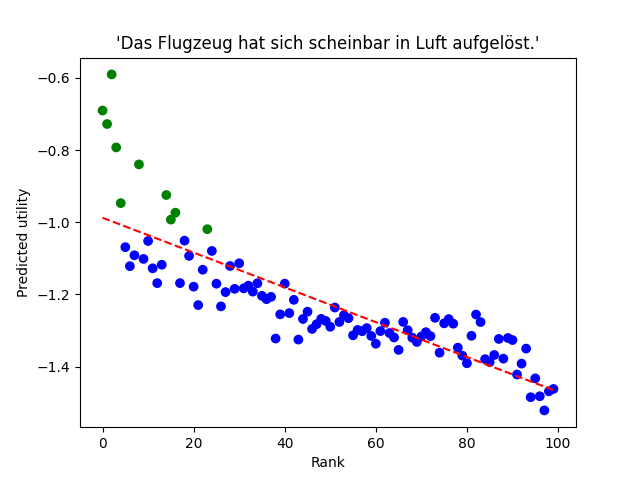 'Das Flugzeug hat sich scheinbar in Luft aufgelöst.'
Predicted utility
−0.6
−0.8
−1.0
−1.2
−1.4
0 20 40 60 80 100
Rank